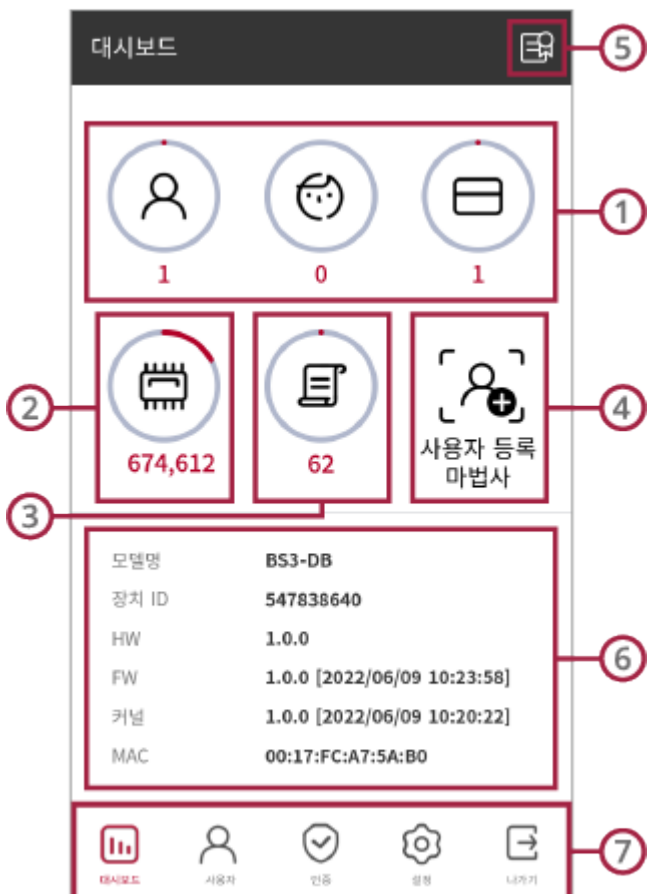 대시보드
5
1 0 1
1
2
674,612
62
사용자 등록
마법사
4
3
모델명 BS3-DB
장치 ID 547838640
HW 1.0.0
FW 1.0.0 [2022/06/09 10:23:58]
커널 1.0.0 [2022/06/09 10:20:22]
MAC 00:17:FC:A7:5A:B0
6
대시보드 사용자 인증 설정 나가기
7